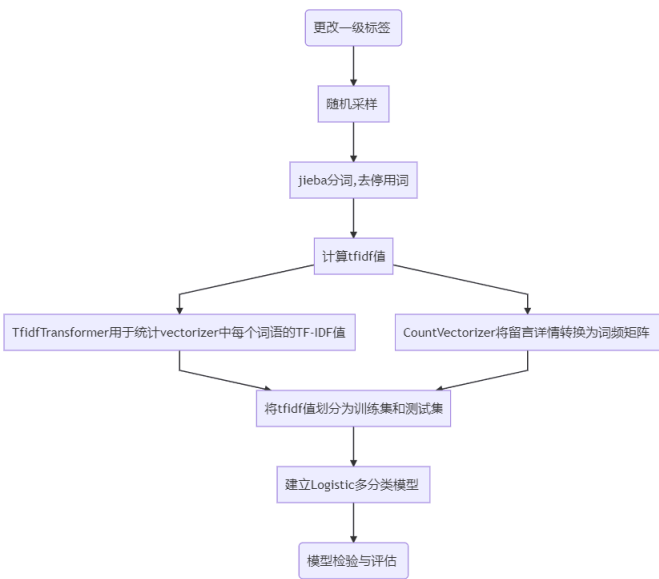 更改一级标签
随机采样
jieba分词,去停用词
计算tfidf值
TfidfTransformer用于统计vectorizer中每个词语的TF-IDF值
CountVectorizer将留言详情转换为词频矩阵
将tfidf值划分为训练集和测试集
建立Logistic多分类模型
模型检验与评估